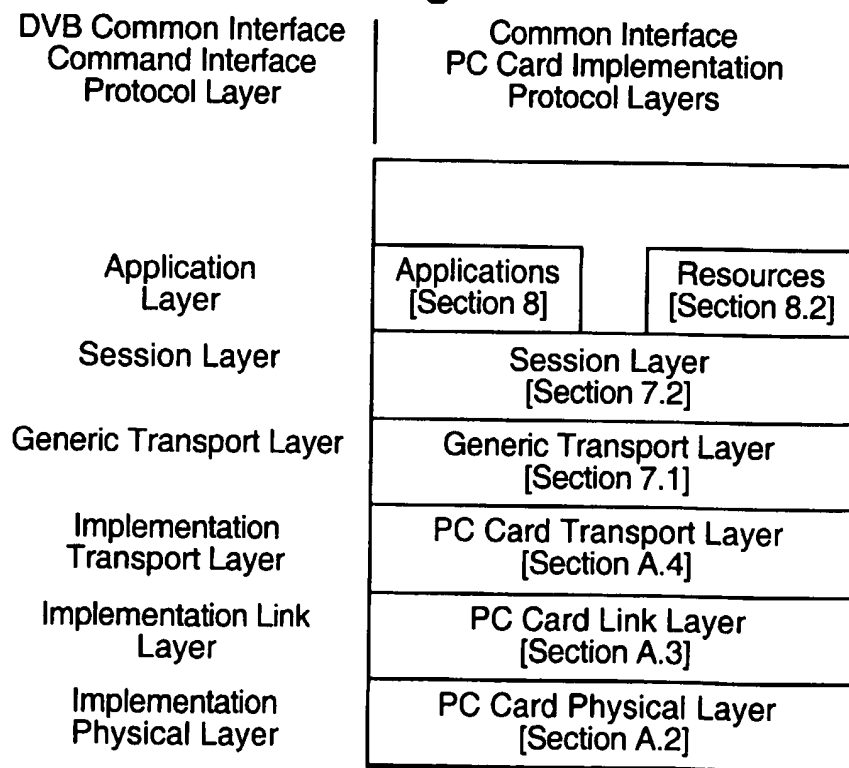 DVB Common Interface
Command Interface
Protocol Layer
Common Interface
PC Card Implementation
Protocol Layers
Application
Layer
Applications
[Section 8]
Resources
[Section 8.2]
Session Layer
Session Layer
[Section 7.2]
Generic Transport Layer
Generic Transport Layer
[Section 7.1]
Implementation
Transport Layer
PC Card Transport Layer
[Section A.4]
Implementation Link
Layer
PC Card Link Layer
[Section A.3]
Implementation
Physical Layer
PC Card Physical Layer
[Section A.2]